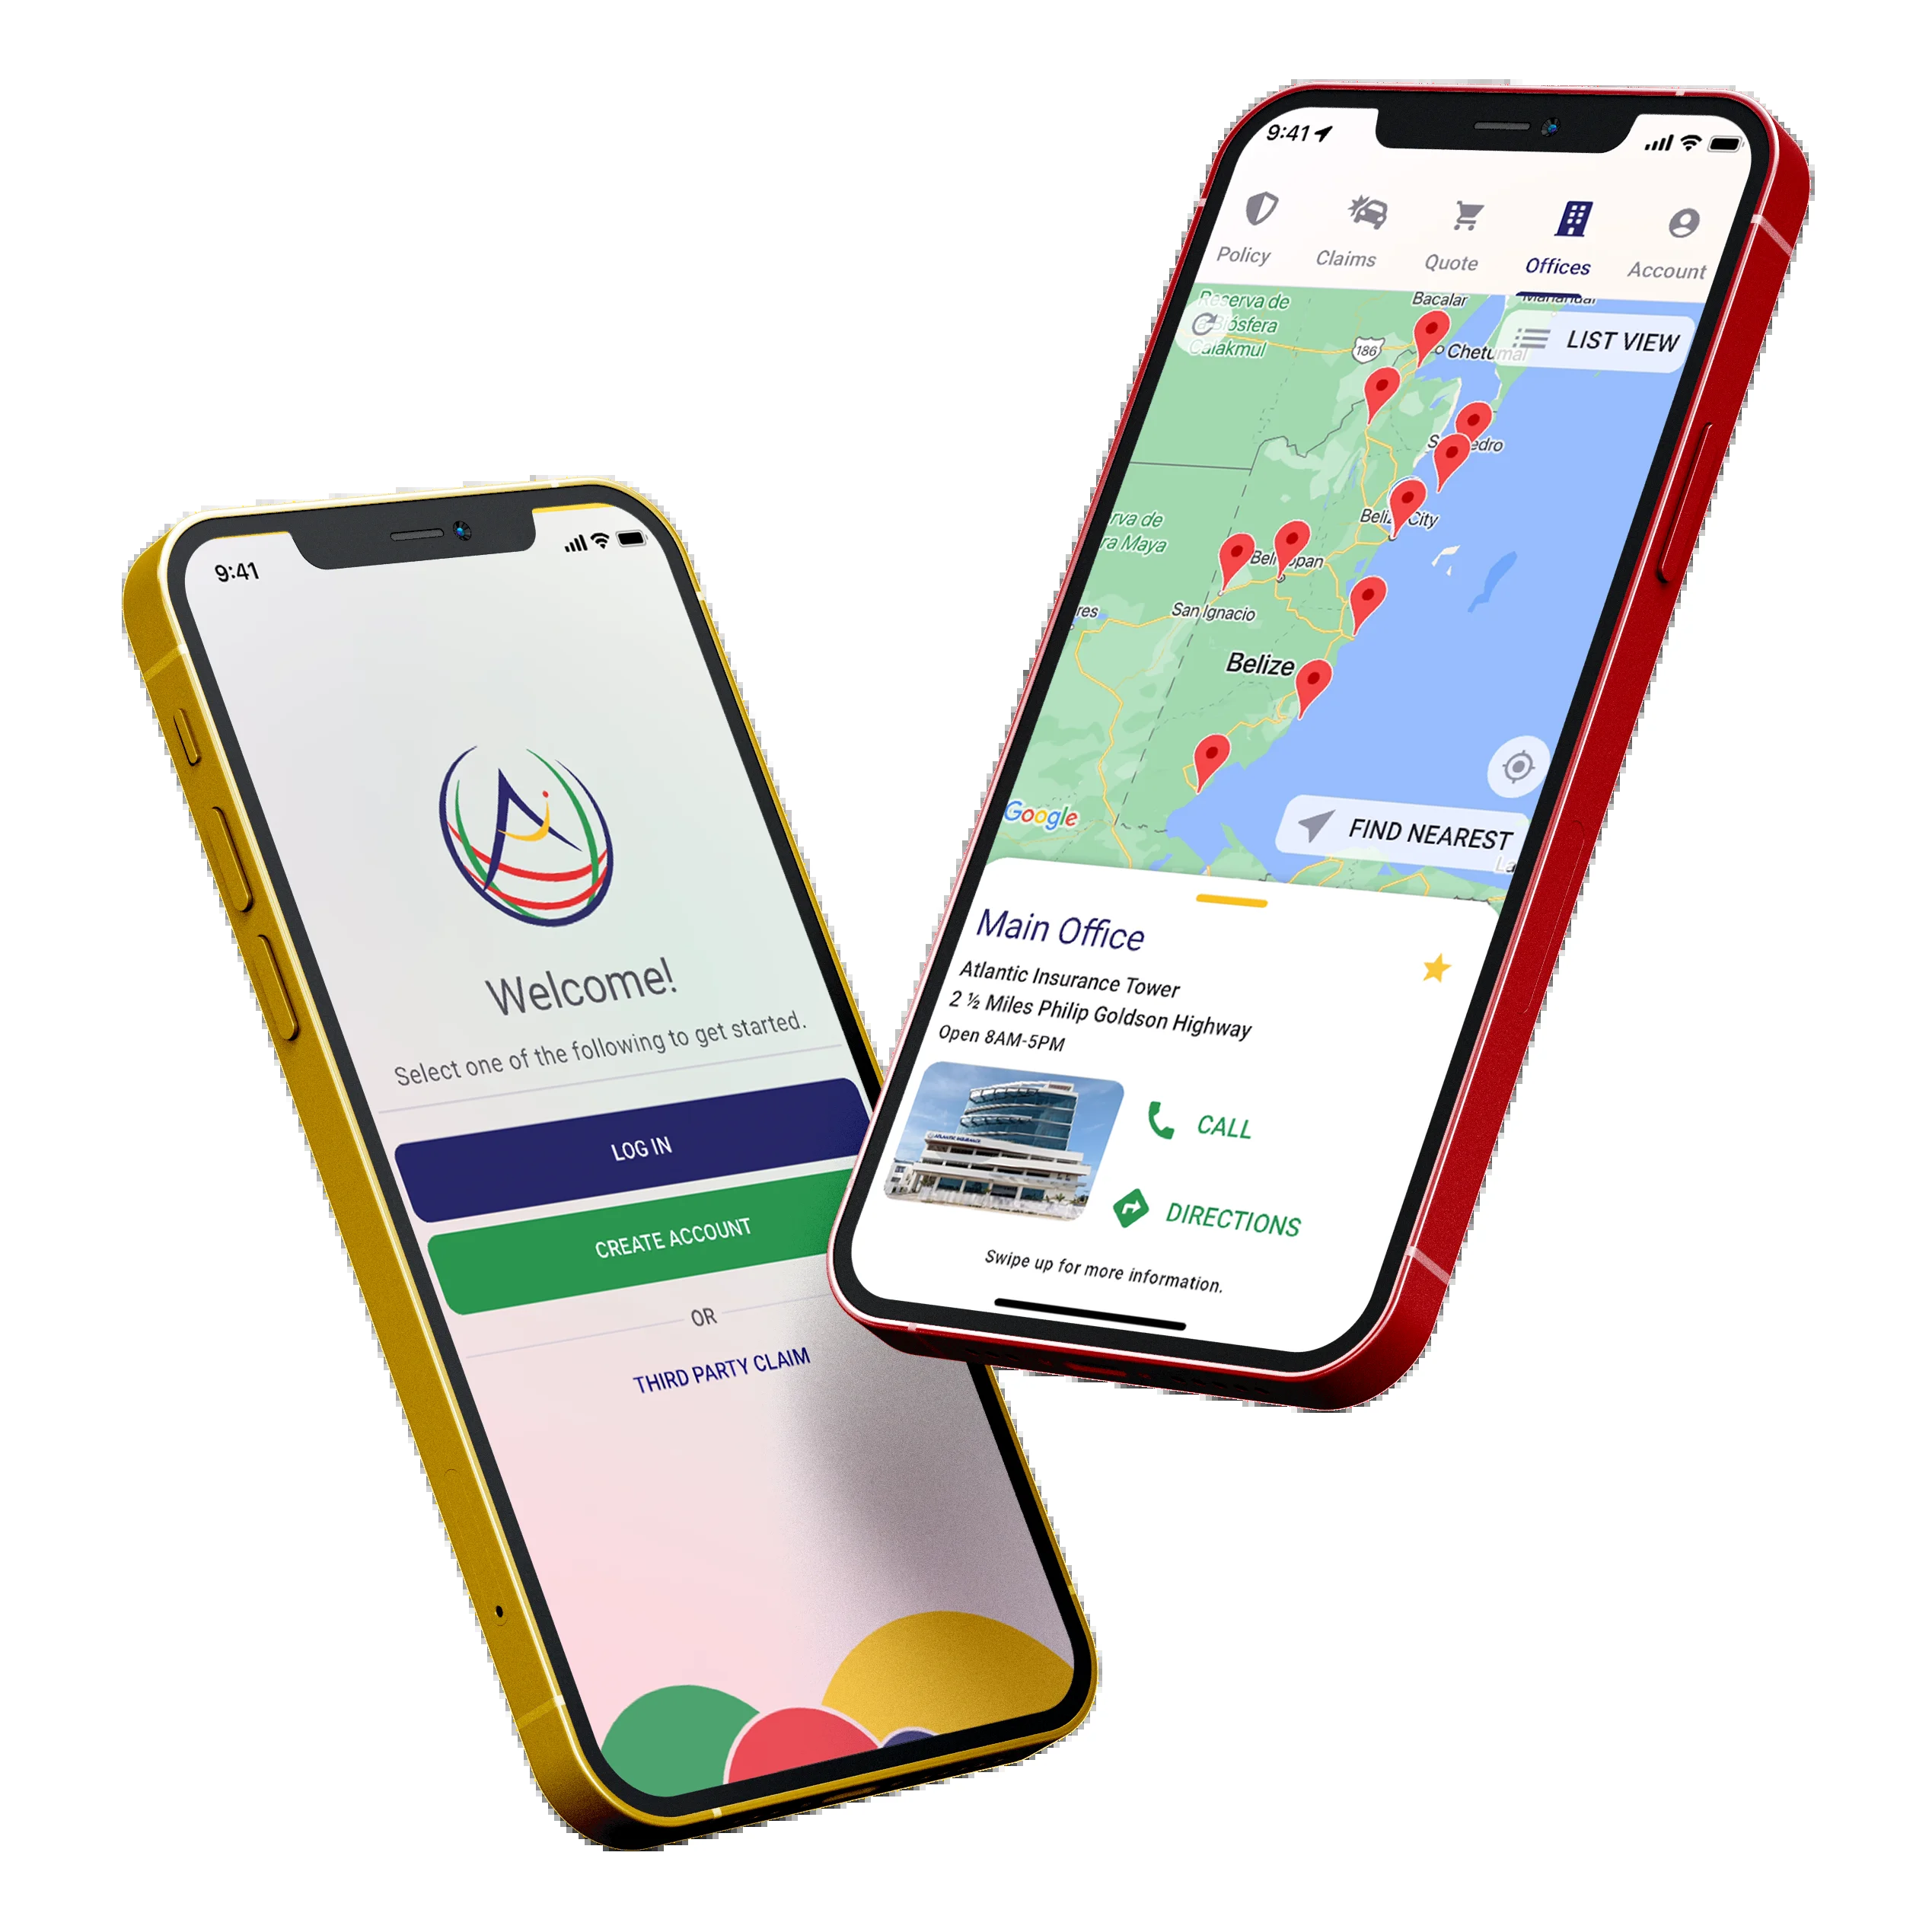 9:41
Welcome!
Select one of the following to get started.
LOG IN
CREATE ACCOUNT
OR
THIRD PARTY CLAIM
9:41
Policy
Claims
Quote
Offices
Account
Reserva de
Biósfera
Calakmul
Bacalar
LIST VIEW
186
Chetumal
Belize City
San Ignacio
Belize
Google
FIND NEAREST
Main Office
Atlantic Insurance Tower
2 ½ Miles Philip Goldson Highway
Open 8AM-5PM
ATLANTIC INSURANCE
CALL
DIRECTIONS
Swipe up for more information.